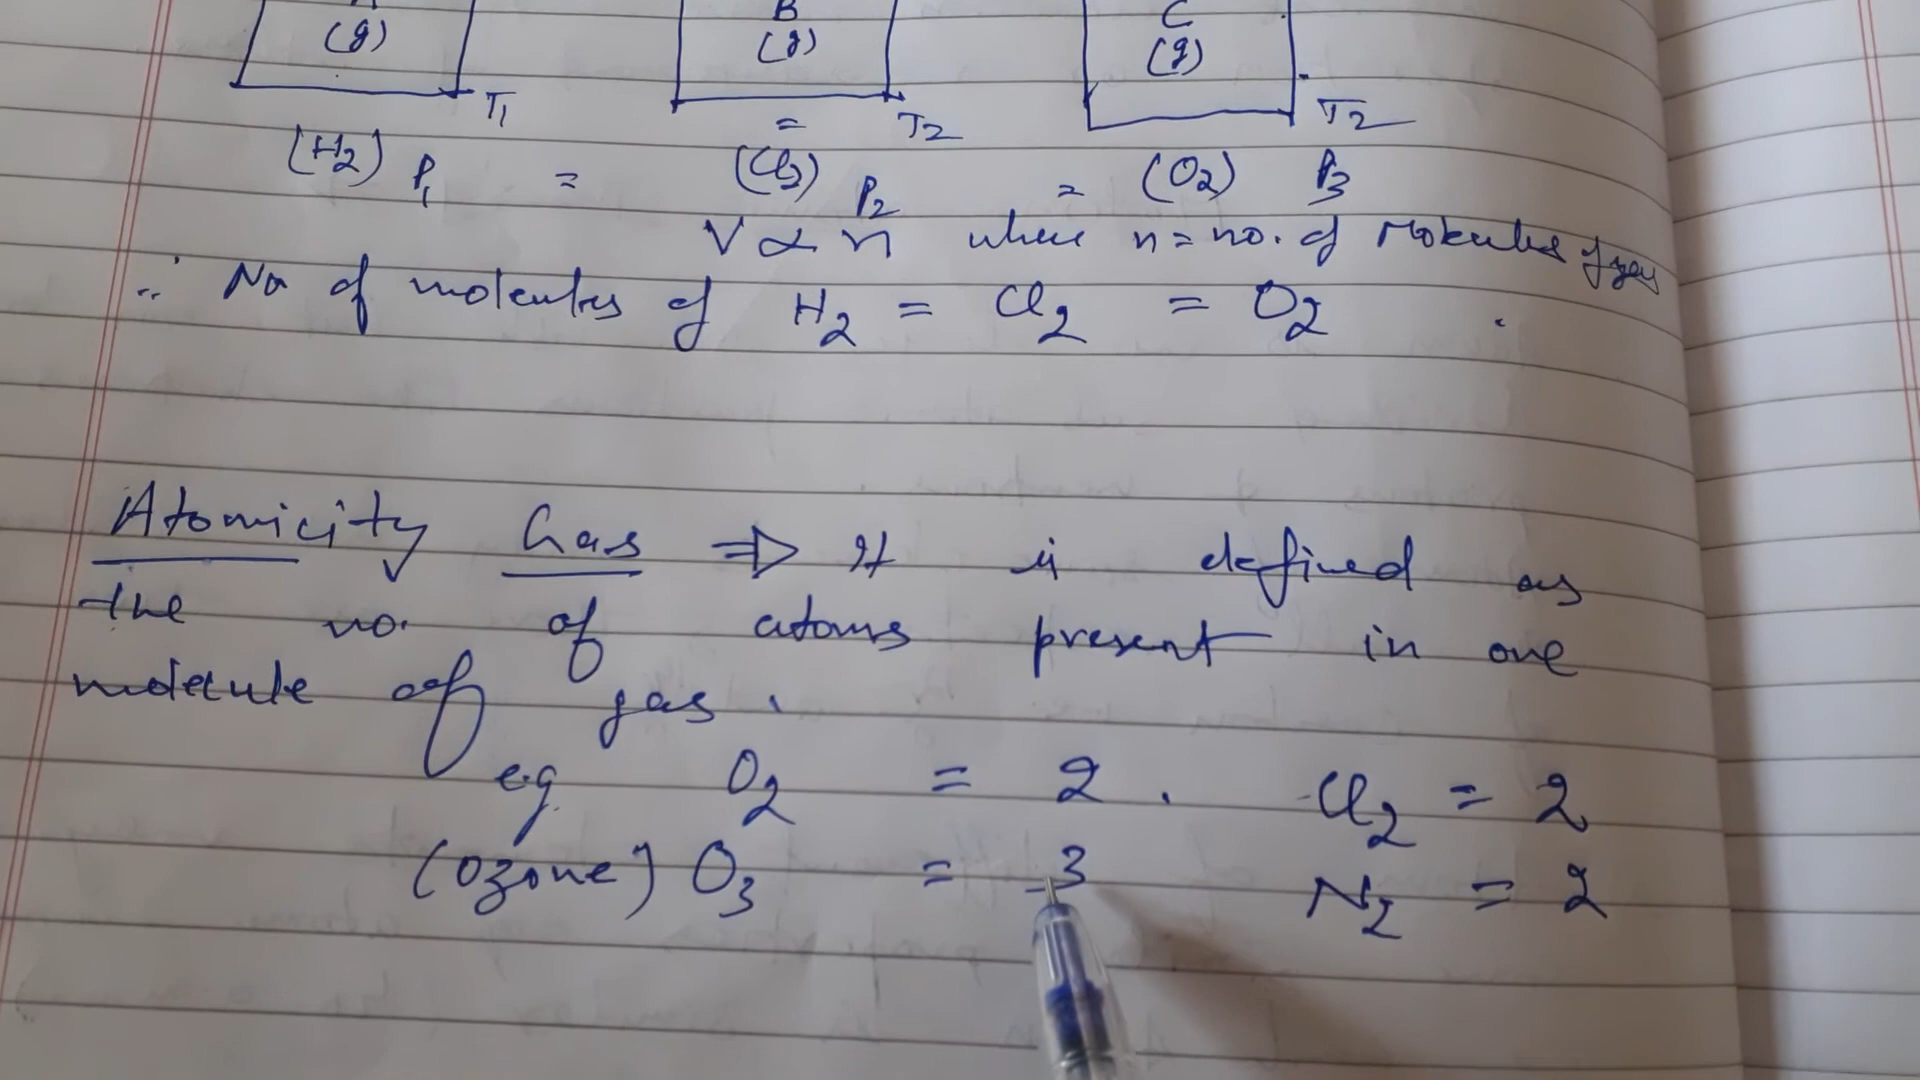 B C
(g) (g) (g)
T1 = T2 T2
(H2) P1 = (Cl2) P2 = (O2) P3
V ∝ n where n = no. of Molecules of gas
∴ No of molecules of H2 = Cl2 = O2 .
Atomicity Gas ⇒ It is defined as
the no. of atoms present in one
molecule of gas .
eg O2 = 2 . Cl2 = 2
(Ozone) O3 = 3 N2 = 2